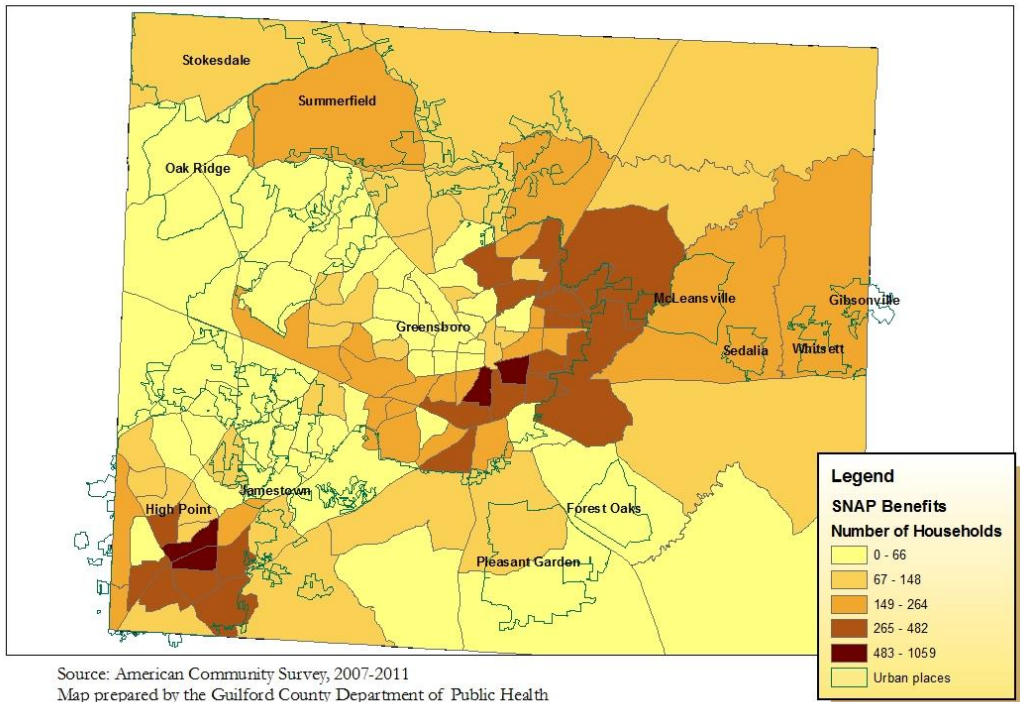 Stokesdale
Summerfield
Oak Ridge
McLeansville
Gibsonville
Greensboro
Sedalia
Whitsett
Jamestown
High Point
Forest Oaks
Pleasant Garden
Legend
SNAP Benefits
Number of Households
0 - 66
67 - 148
149 - 264
265 - 482
483 - 1059
Urban places
Source: American Community Survey, 2007-2011
Map prepared by the Guilford County Department of Public Health